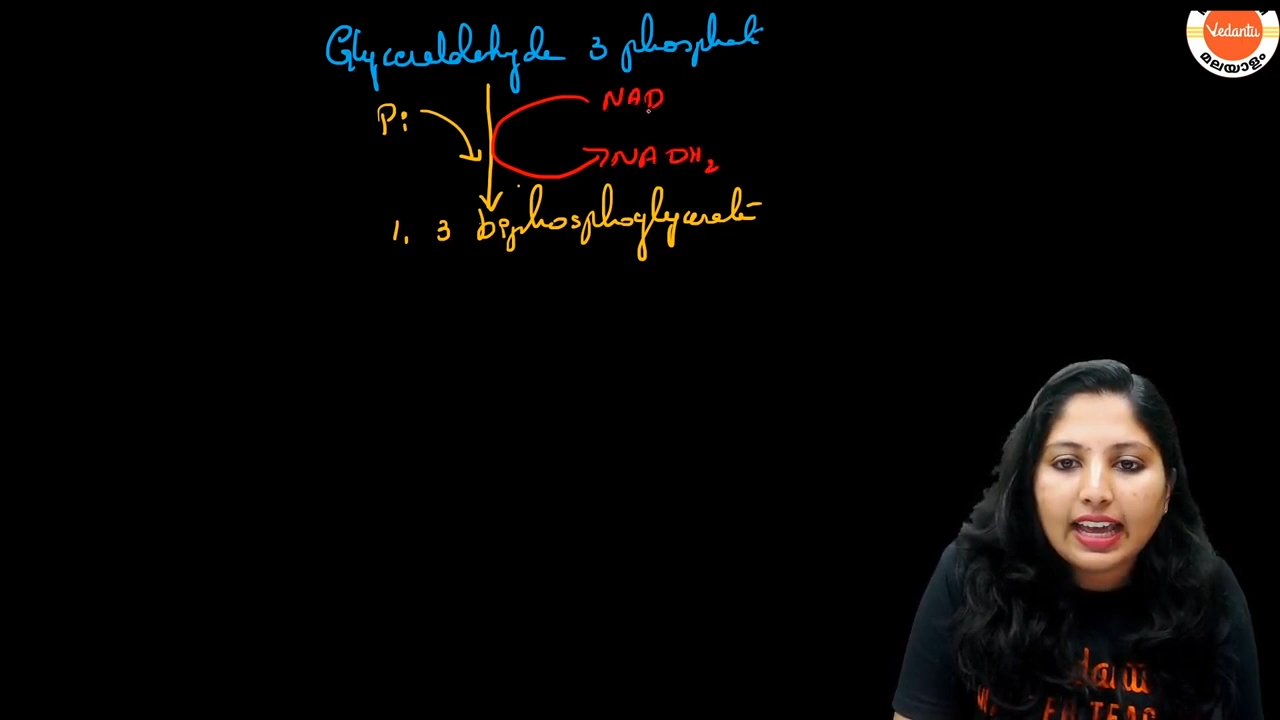 Glyceraldehyde 3 phosphate
Pi
NAD
NADH2
1, 3 biphosphoglycerate
Vedantu
മലയാളം